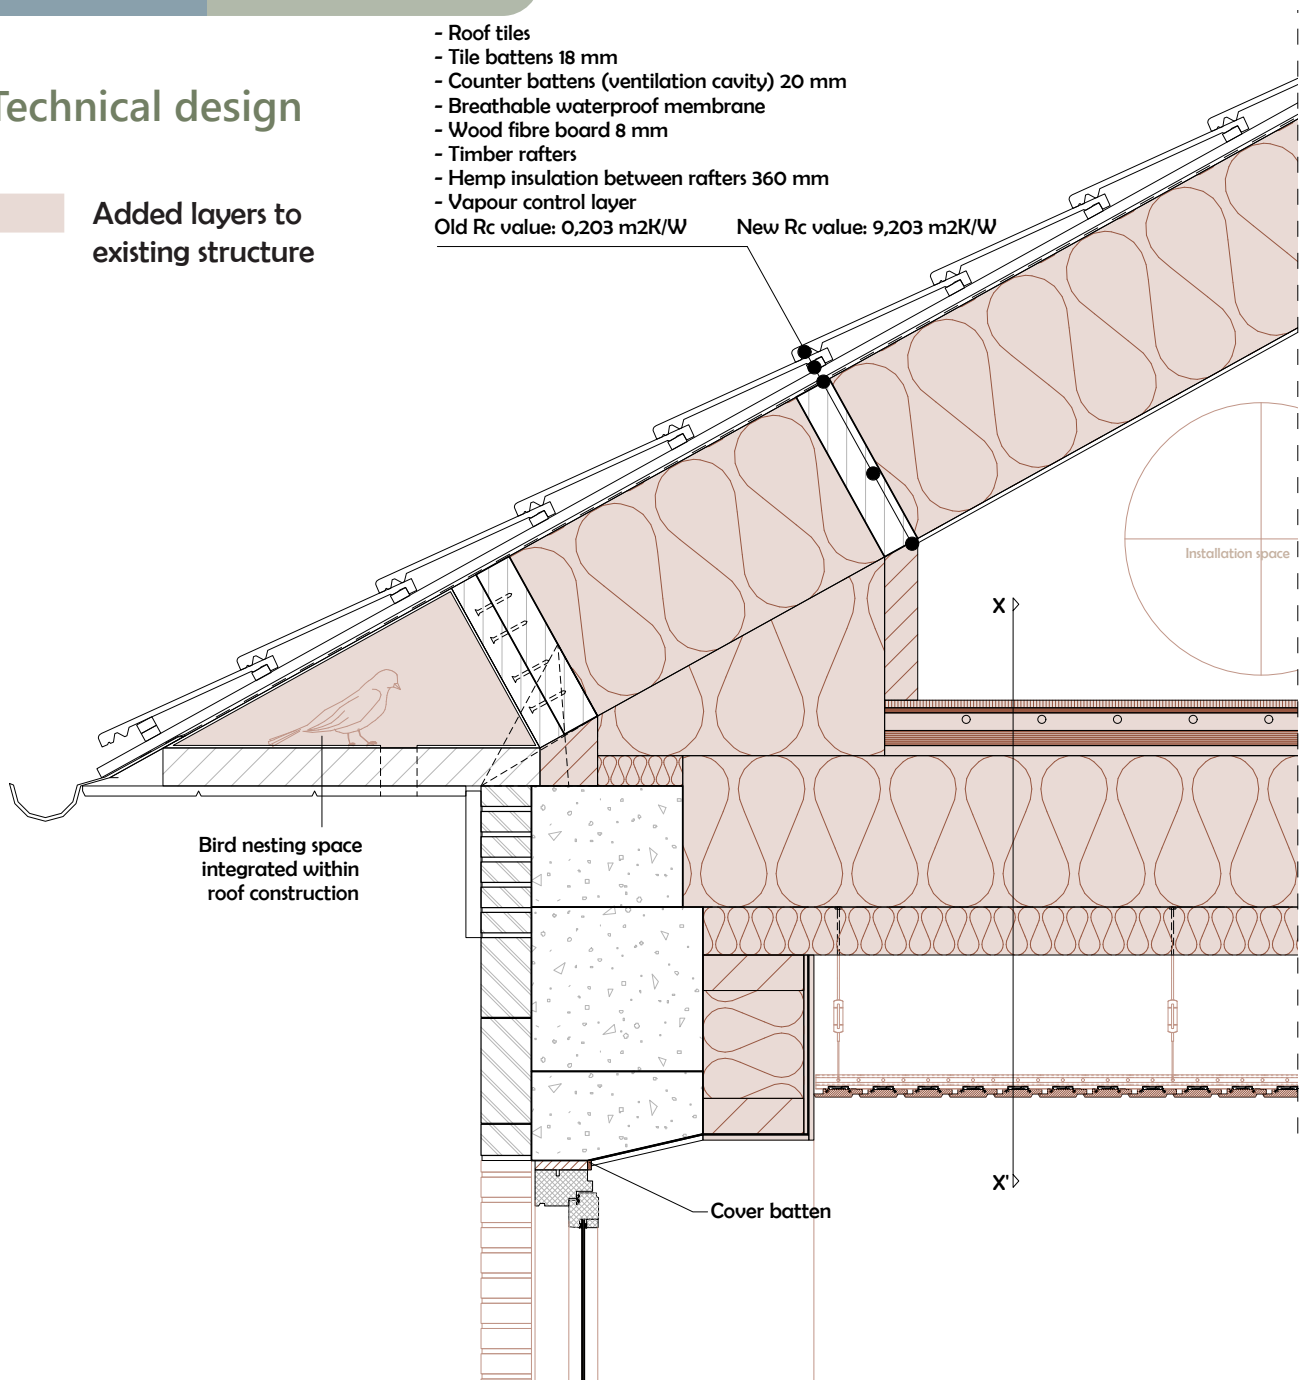 - Roof tiles
- Tile battens 18 mm
- Counter battens (ventilation cavity) 20 mm
- Breathable waterproof membrane
- Wood fibre board 8 mm
- Timber rafters
- Hemp insulation between rafters 360 mm
- Vapour control layer
Old Rc value: 0,203 m2K/W New Rc value: 9,203 m2K/W
Technical design
Added layers to
existing structure
Installation space
X
Bird nesting space
integrated within
roof construction
X'
Cover batten